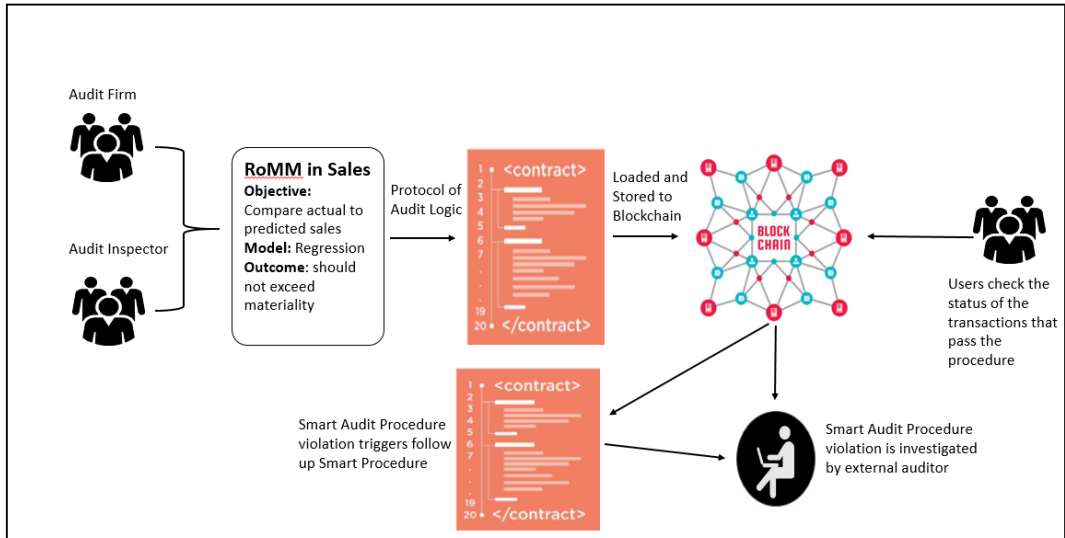 Audit Firm
Audit Inspector
RoMM in Sales
Objective:
Compare actual to
predicted sales
Model: Regression
Outcome: should
not exceed
materiality
Protocol of
Audit Logic
1 <contract>
2
3
4
5
6
7
.
.
.
19
20 </contract>
Loaded and
Stored to
Blockchain
BLOCK
CHAIN
Users check the
status of the
transactions that
pass the
procedure
Smart Audit Procedure
violation triggers follow
up Smart Procedure
1 <contract>
2
3
4
5
6
7
.
.
.
19
20 </contract>
Smart Audit Procedure
violation is investigated
by external auditor